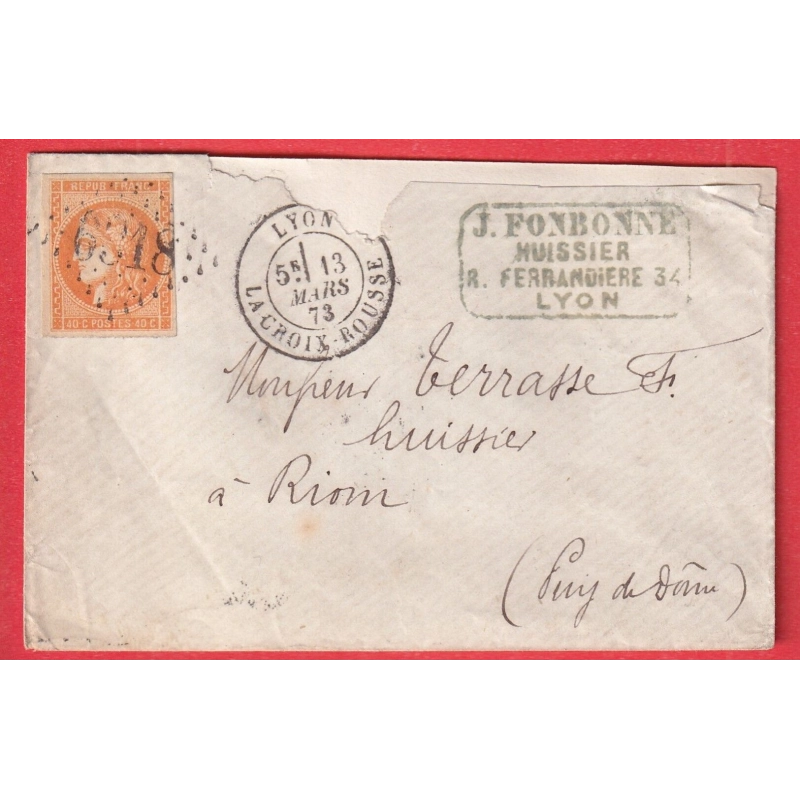 REPUB·FRANC·
6318
40 C POSTES 40 C
LYON
5E 13
MARS
73
LA CROIX-ROUSSE
J. FONBONNE
HUISSIER
R. FERRANDIERE 34
LYON
Monsieur Terrasse F.
huissier
à Riom
(Puy de Dôme)